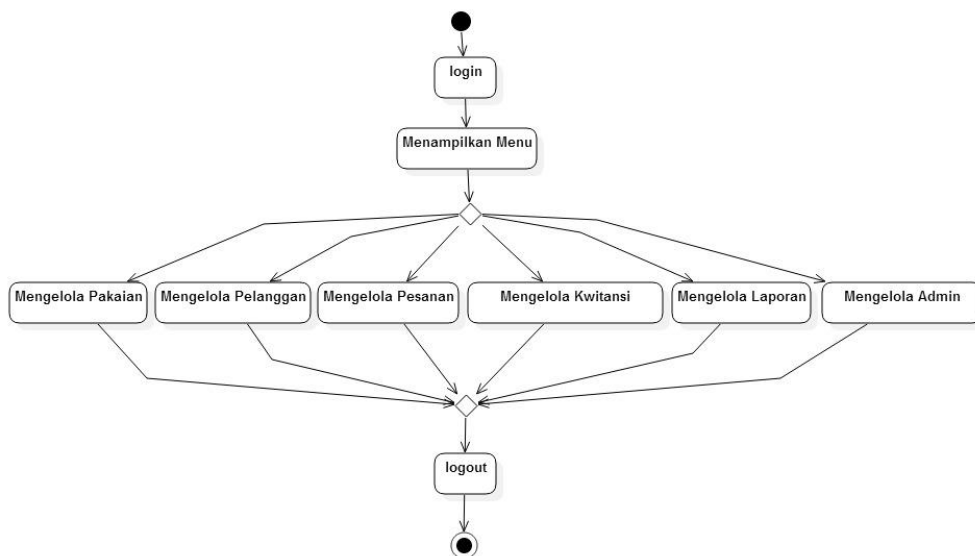 login
Menampilkan Menu
Mengelola Pakaian
Mengelola Pelanggan
Mengelola Pesanan
Mengelola Kwitansi
Mengelola Laporan
Mengelola Admin
logout